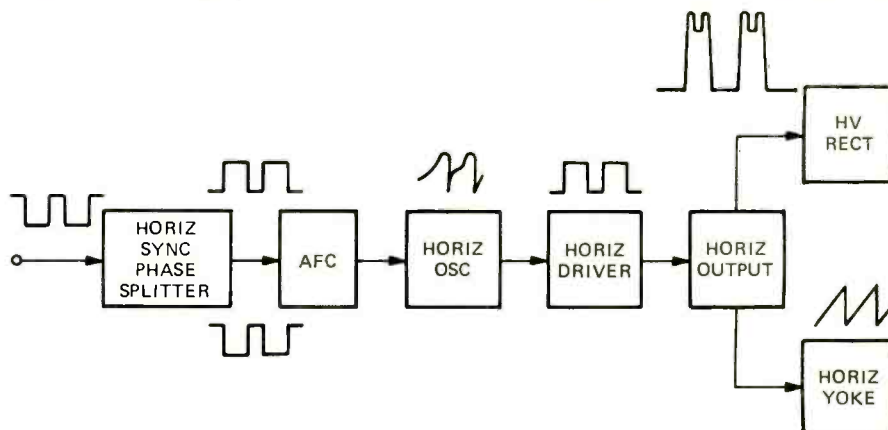 HV
RECT
HORIZ
SYNC
PHASE
SPLITTER
AFC
HORIZ
OSC
HORIZ
DRIVER
HORIZ
OUTPUT
HORIZ
YOKE